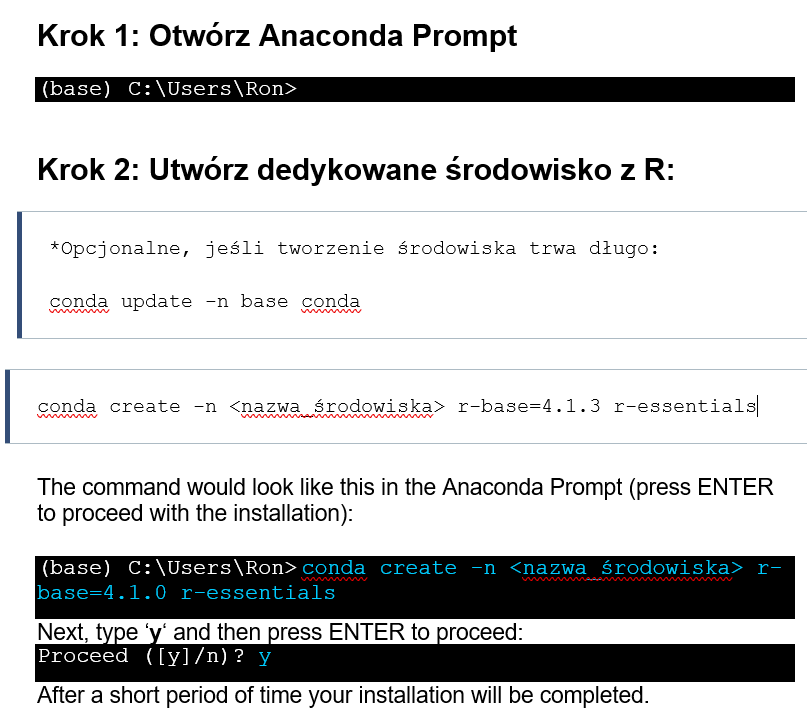 Krok 1: Otwórz Anaconda Prompt
(base) C:\Users\Ron>
Krok 2: Utwórz dedykowane środowisko z R:
*Opcjonalne, jeśli tworzenie środowiska trwa długo:
conda update -n base conda
conda create -n <nazwa_środowiska> r-base=4.1.3 r-essentials
The command would look like this in the Anaconda Prompt (press ENTER
to proceed with the installation):
(base) C:\Users\Ron>conda create -n <nazwa_środowiska> r-
base=4.1.0 r-essentials
Next, type ‘y‘ and then press ENTER to proceed:
Proceed ([y]/n)? y
After a short period of time your installation will be completed.